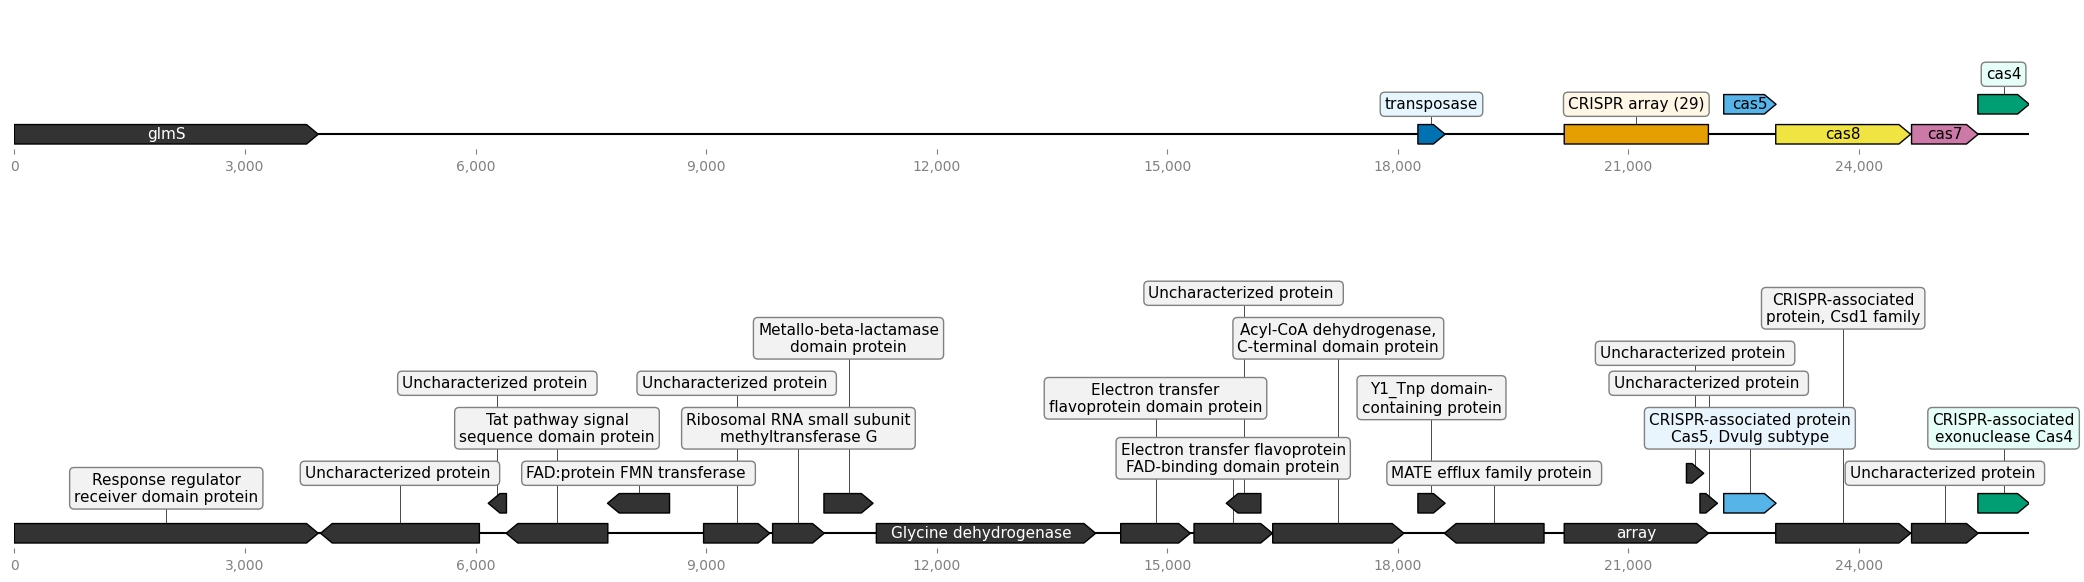 cas4
transposase
CRISPR array (29)
cas5
glmS
cas8
cas7
0
3,000
6,000
9,000
12,000
15,000
18,000
21,000
24,000
Uncharacterized protein
CRISPR-associated
protein, Csd1 family
Metallo-beta-lactamase
domain protein
Acyl-CoA dehydrogenase,
C-terminal domain protein
Uncharacterized protein
Uncharacterized protein
Uncharacterized protein
Electron transfer
flavoprotein domain protein
Y1_Tnp domain-
containing protein
Uncharacterized protein
Tat pathway signal
sequence domain protein
Ribosomal RNA small subunit
methyltransferase G
CRISPR-associated protein
Cas5, Dvulg subtype
CRISPR-associated
exonuclease Cas4
Electron transfer flavoprotein
FAD-binding domain protein
Response regulator
receiver domain protein
Uncharacterized protein
FAD:protein FMN transferase
MATE efflux family protein
Uncharacterized protein
Glycine dehydrogenase
array
0
3,000
6,000
9,000
12,000
15,000
18,000
21,000
24,000